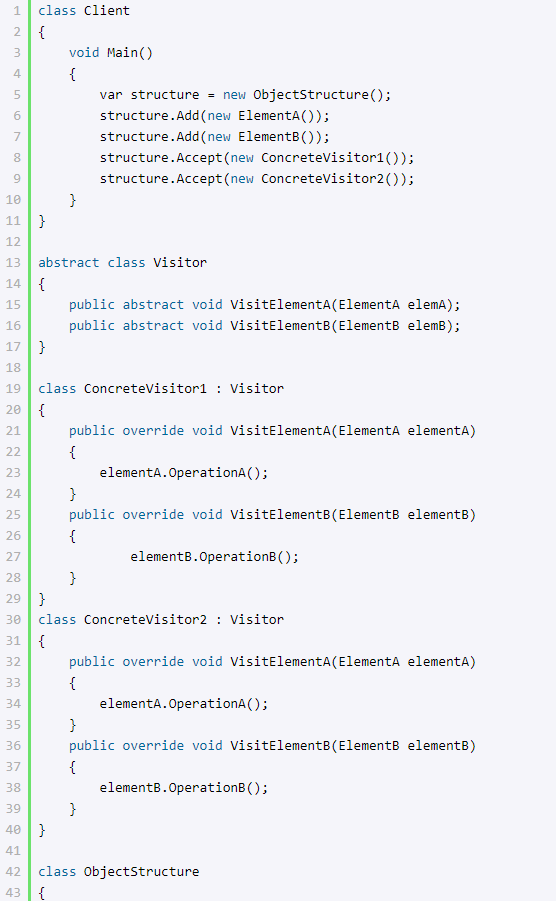 1 class Client
2 {
3     void Main()
4     {
5         var structure = new ObjectStructure();
6         structure.Add(new ElementA());
7         structure.Add(new ElementB());
8         structure.Accept(new ConcreteVisitor1());
9         structure.Accept(new ConcreteVisitor2());
10     }
11 }
12
13 abstract class Visitor
14 {
15     public abstract void VisitElementA(ElementA elemA);
16     public abstract void VisitElementB(ElementB elemB);
17 }
18
19 class ConcreteVisitor1 : Visitor
20 {
21     public override void VisitElementA(ElementA elementA)
22     {
23         elementA.OperationA();
24     }
25     public override void VisitElementB(ElementB elementB)
26     {
27             elementB.OperationB();
28     }
29 }
30 class ConcreteVisitor2 : Visitor
31 {
32     public override void VisitElementA(ElementA elementA)
33     {
34         elementA.OperationA();
35     }
36     public override void VisitElementB(ElementB elementB)
37     {
38         elementB.OperationB();
39     }
40 }
41
42 class ObjectStructure
43 {